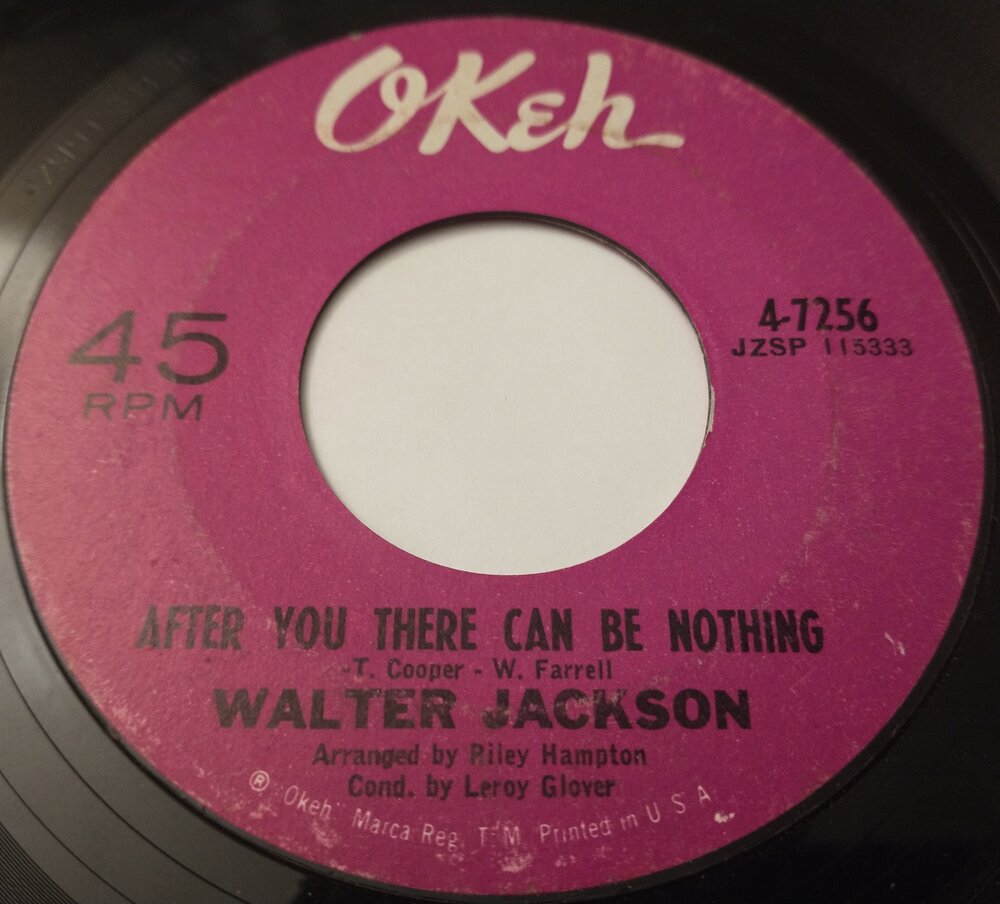 OKeh
45
RPM
4-7256
JZSP 115333
AFTER YOU THERE CAN BE NOTHING
-T. Cooper - W. Farrell
WALTER JACKSON
Arranged by Riley Hampton
Cond. by Leroy Glover
® "Okeh" Marca Reg. T M Printed in U S A